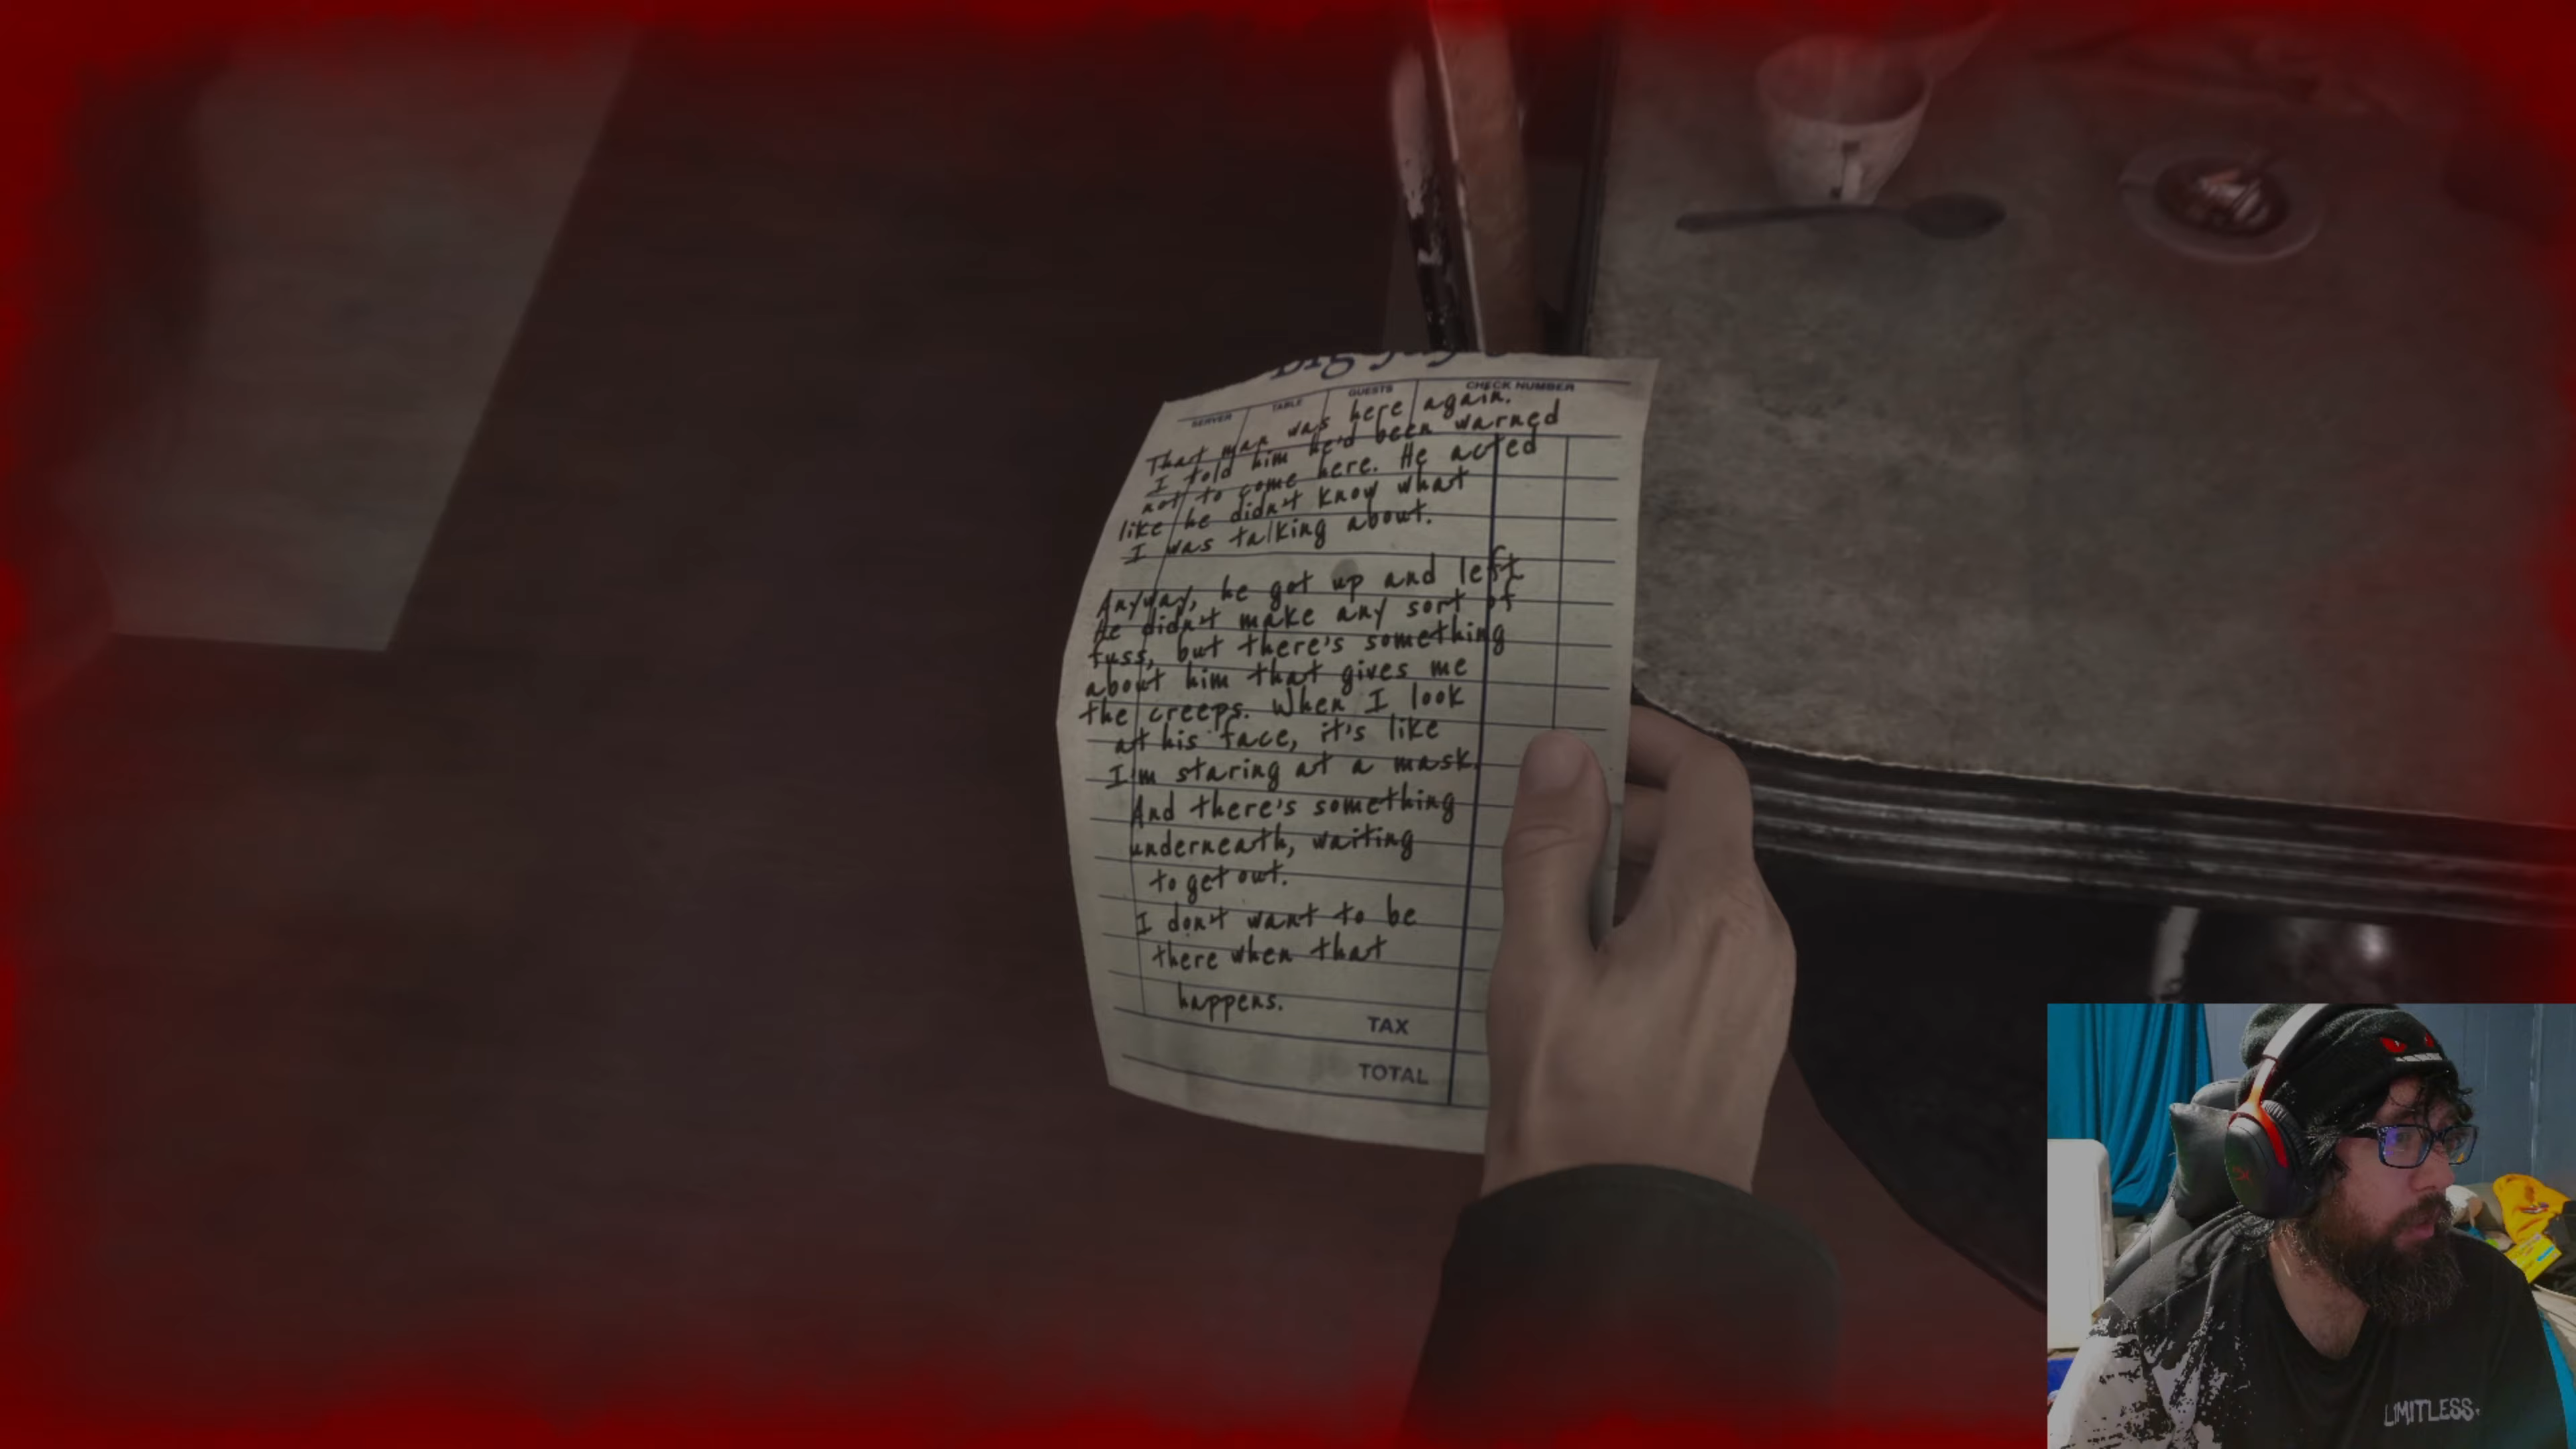 SERVER TABLE GUESTS CHECK NUMBER
That man was here again.
I told him he'd been warned
not to come here. He acted
like he didn't know what
I was talking about.
Anyway, he got up and left
He didn't make any sort of
fuss, but there's something
about him that gives me
the creeps. When I look
at his face, it's like
I'm staring at a mask.
And there's something
underneath, waiting
to get out.
I don't want to be
there when that
happens.
TAX
TOTAL
LIMITLESS.